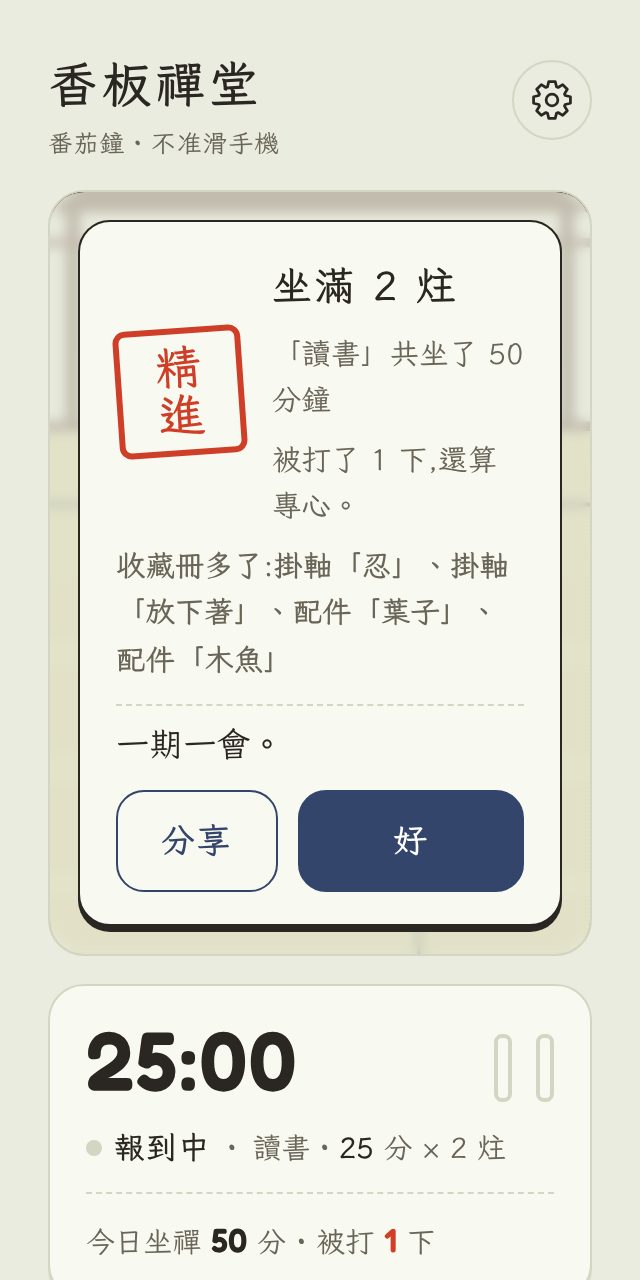 香板禪堂
番茄鐘・不准滑手機
坐滿 2 炷
精
進
「讀書」共坐了 50
分鐘
被打了 1 下,還算
專心。
收藏冊多了:掛軸「忍」、掛軸
「放下著」、配件「葉子」、
配件「木魚」
一期一會。
分享
好
25:00
報到中 ・ 讀書・25 分 × 2 炷
今日坐禪 50 分・被打 1 下